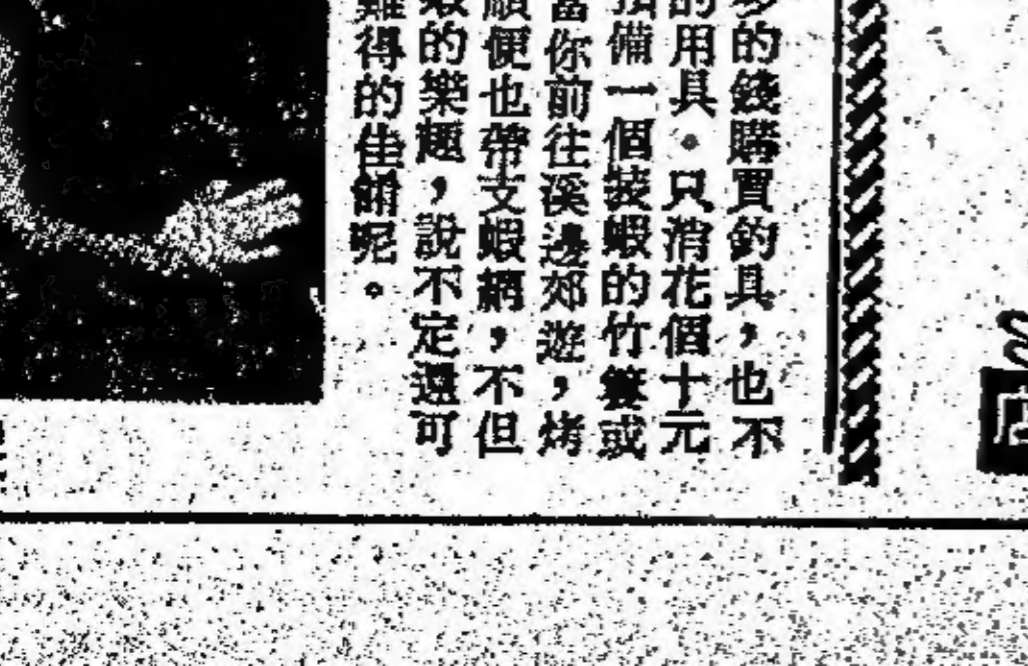 多的錢購買釣具，也不
的用具。只消花個十元
預備一個裝蝦的竹簍或
當你前往溪邊郊遊，烤
順便也帶支蝦網，不但
蝦的樂趣，說不定還可
難得的佳餚呢。
店